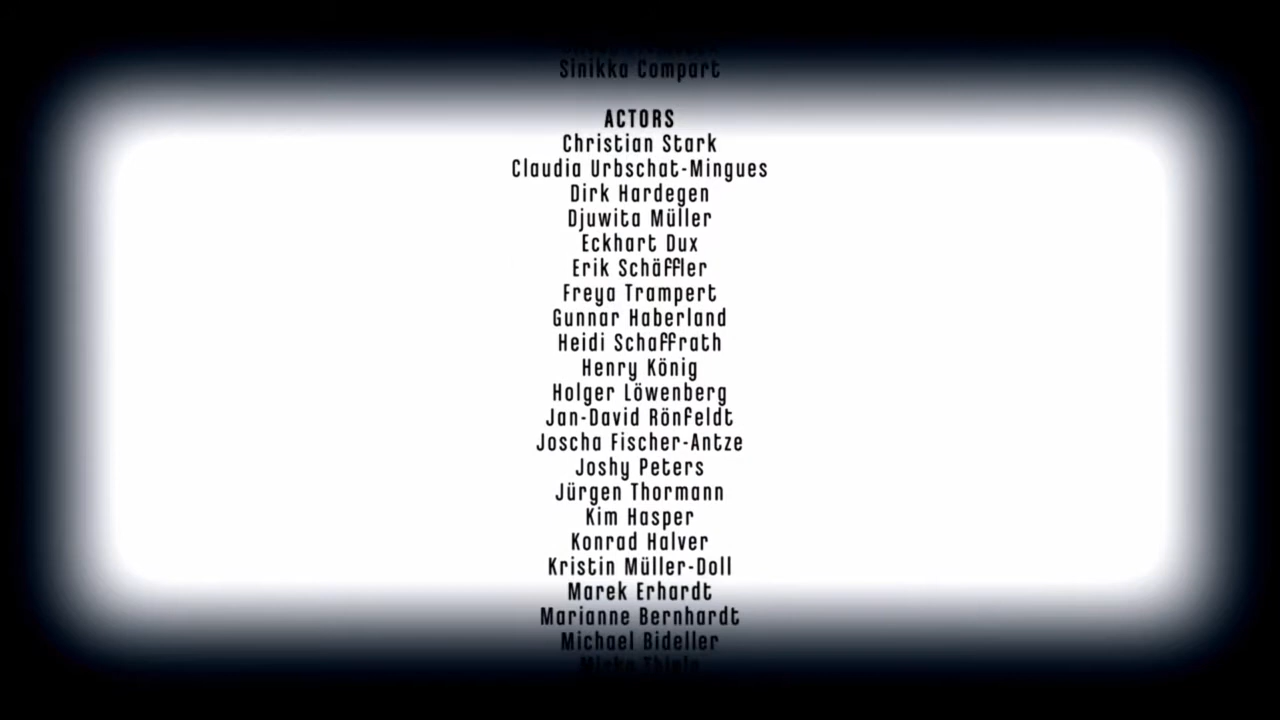 Sinikka Compart
ACTORS
Christian Stark
Claudia Urbschat-Mingues
Dirk Hardegen
Djuwita Müller
Eckhart Dux
Erik Schäffler
Freya Trampert
Gunnar Haberland
Heidi Schaffrath
Henry König
Holger Löwenberg
Jan-David Rönfeldt
Joscha Fischer-Antze
Joshy Peters
Jürgen Thormann
Kim Hasper
Konrad Halver
Kristin Müller-Doll
Marek Erhardt
Marianne Bernhardt
Michael Bideller